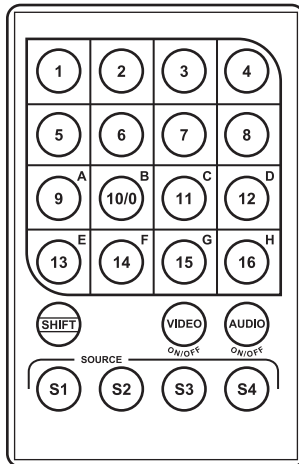 1 2 3 4
5 6 7 8
A B C D
9 10/0 11 12
E F G H
13 14 15 16
SHIFT VIDEO AUDIO
ON/OFF ON/OFF
SOURCE
S1 S2 S3 S4